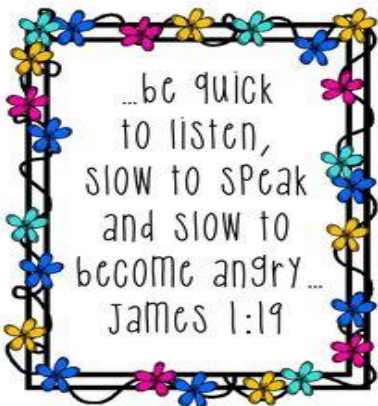 ...be quick
to listen,
slow to speak
and slow to
become angry...
James 1:19